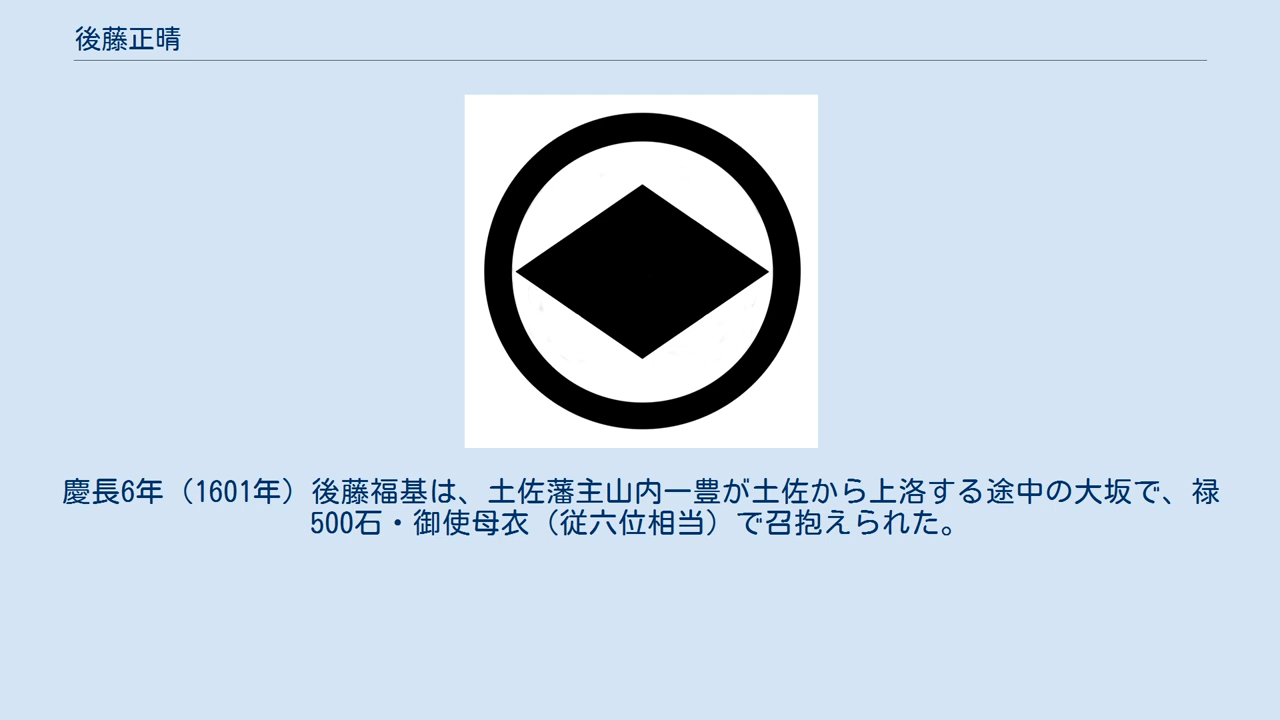 後藤正晴
慶長6年（1601年）後藤福基は、土佐藩主山内一豊が土佐から上洛する途中の大坂で、禄
500石・御使母衣（従六位相当）で召抱えられた。